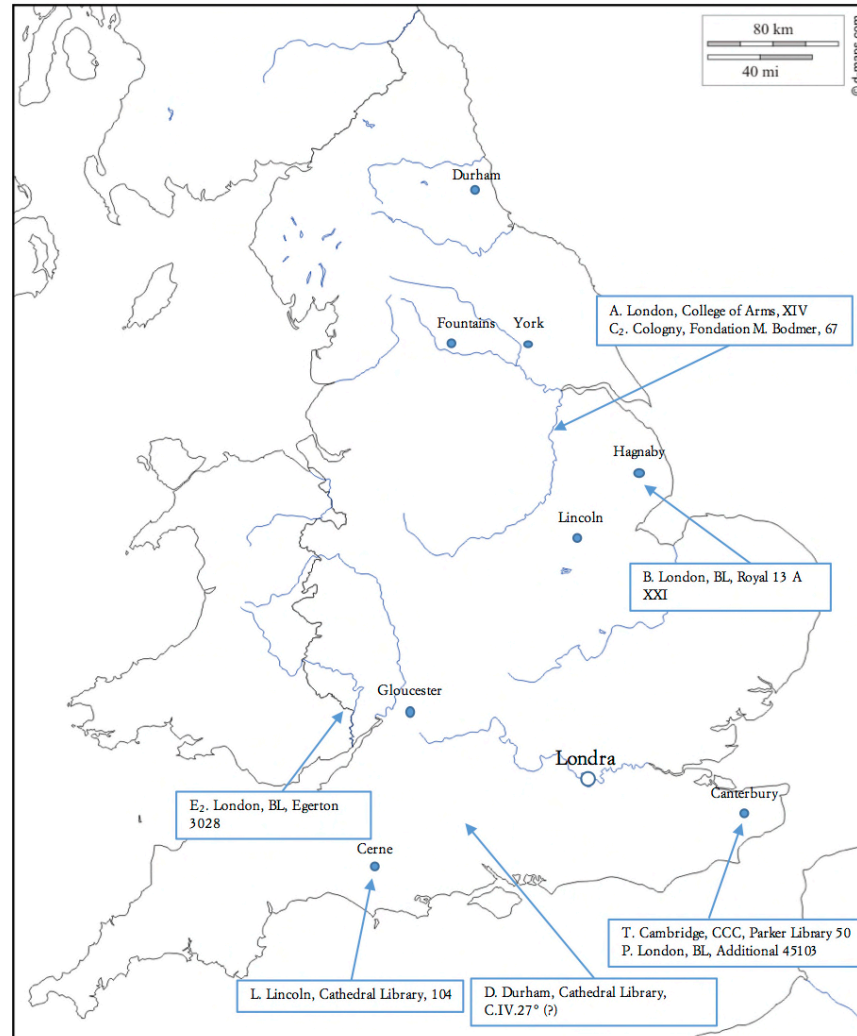 80 km
40 mi
© d-maps.com
Durham
Fountains
York
A. London, College of Arms, XIV
C₂. Cologny, Fondation M. Bodmer, 67
Hagnaby
Lincoln
B. London, BL, Royal 13 A
XXI
Gloucester
Londra
E₂. London, BL, Egerton
3028
Canterbury
Cerne
T. Cambridge, CCC, Parker Library 50
P. London, BL, Additional 45103
L. Lincoln, Cathedral Library, 104
D. Durham, Cathedral Library,
C.IV.27° (?)